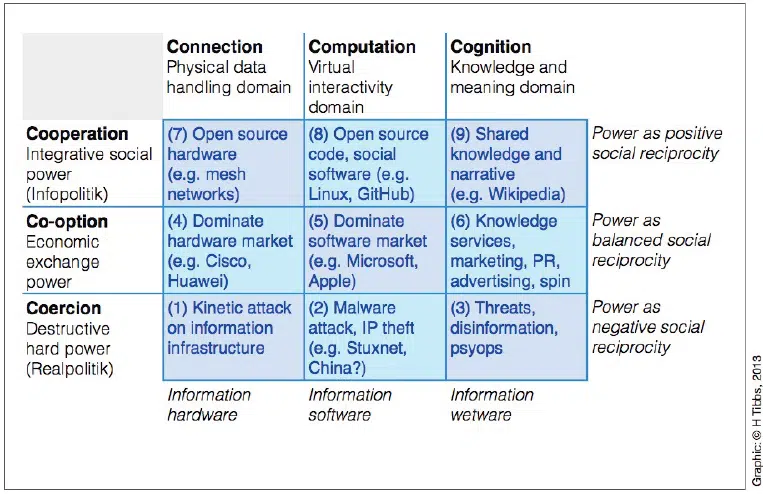 Connection
Physical data
handling domain
Computation
Virtual
interactivity
domain
Cognition
Knowledge and
meaning domain
Cooperation
Integrative social
power
(Infopolitik)
(7) Open source
hardware
(e.g. mesh
networks)
(8) Open source
code, social
software (e.g.
Linux, GitHub)
(9) Shared
knowledge and
narrative
(e.g. Wikipedia)
Power as positive
social reciprocity
Co-option
Economic
exchange
power
(4) Dominate
hardware market
(e.g. Cisco,
Huawei)
(5) Dominate
software market
(e.g. Microsoft,
Apple)
(6) Knowledge
services,
marketing, PR,
advertising, spin
Power as
balanced social
reciprocity
Coercion
Destructive
hard power
(Realpolitik)
(1) Kinetic attack
on information
infrastructure
(2) Malware
attack, IP theft
(e.g. Stuxnet,
China?)
(3) Threats,
disinformation,
psyops
Power as
negative social
reciprocity
Information
hardware
Information
software
Information
wetware
Graphic: © H Tibbs, 2013